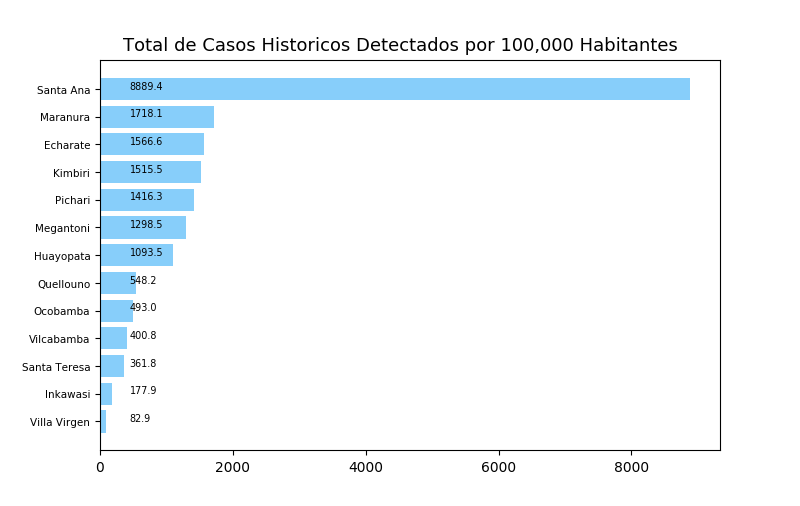 Total de Casos Historicos Detectados por 100,000 Habitantes
Santa Ana 8889.4
Maranura 1718.1
Echarate 1566.6
Kimbiri 1515.5
Pichari 1416.3
Megantoni 1298.5
Huayopata 1093.5
Quellouno 548.2
Ocobamba 493.0
Vilcabamba 400.8
Santa Teresa 361.8
Inkawasi 177.9
Villa Virgen 82.9
0 2000 4000 6000 8000